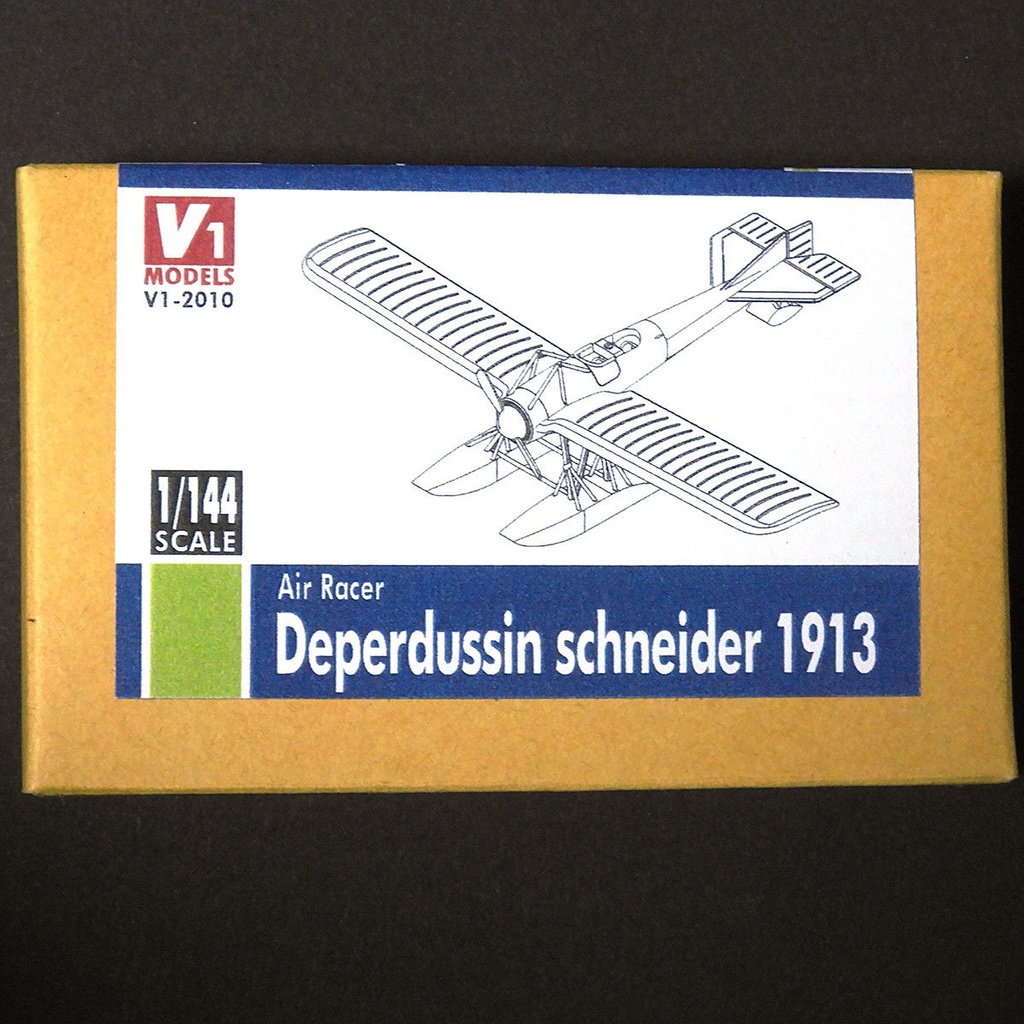 V1
MODELS
V1-2010
1/144
SCALE
Air Racer
Deperdussin schneider 1913